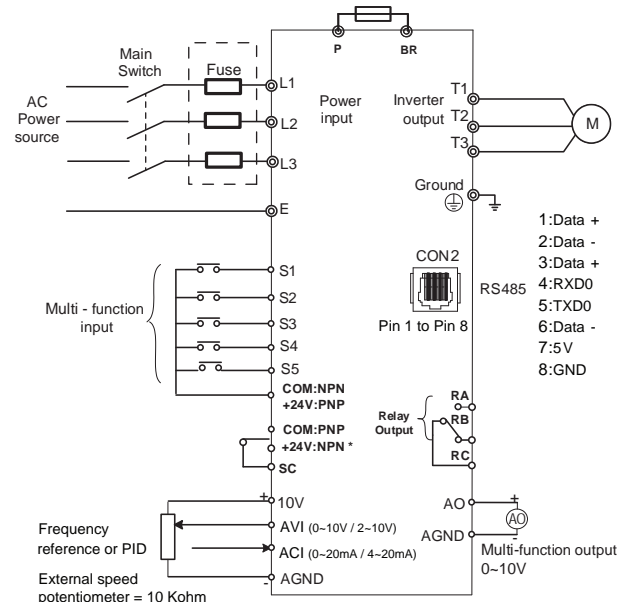 P
BR
Main
Switch
Fuse
L1
L2
L3
AC
Power
source
Power
input
Inverter
output
T1
T2
T3
M
Ground
E
CON2
RS485
Pin 1 to Pin 8
1:Data +
2:Data -
3:Data +
4:RXD0
5:TXD0
6:Data -
7:5V
8:GND
Multi - function
input
S1
S2
S3
S4
S5
COM:NPN
+24V:PNP
COM:PNP
+24V:NPN *
SC
Relay
Output
RA
RB
RC
+
10V
AVI (0~10V / 2~10V)
ACI (0~20mA / 4~20mA)
-
AGND
Frequency
reference or PID
External speed
potentiometer = 10 Kohm
AO
+
AO
AGND
-
Multi-function output
0~10V